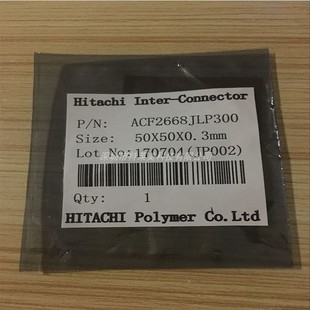 Hitachi Inter-Connector
P/N: ACF2668JLP300
Size: 50X50X0.3mm
Lot No:170704(JP002)
Qty: 1
HITACHI Polymer Co.Ltd